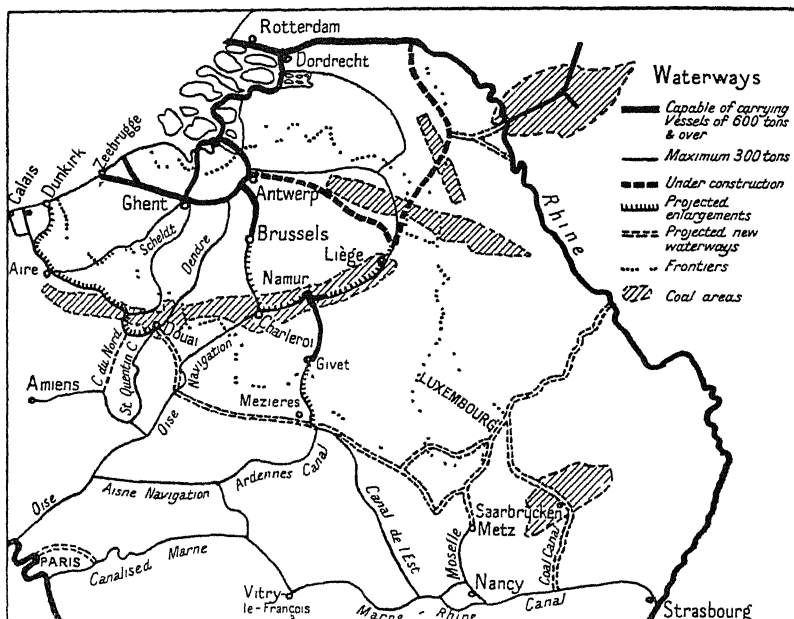 Rotterdam
Dordrecht
Waterways
Capable of carrying
Vessels of 600 tons
& over
Maximum 300 tons
Under construction
Projected
enlargements
Projected new
waterways
Frontiers
Coal areas
Zeebrugge
Dunkirk
Calais
Ghent
Antwerp
Scheldt
Dendre
Brussels
Rhine
Aire
Liège
Namur
Douai
Charleroi
C du Nord
St Quentin C
Navigation
Oise
Givet
Amiens
Mezieres
LUXEMBOURG
Oise
Aisne Navigation
Ardennes Canal
Canal de l'Est
Saarbrücken
Metz
Moselle
Coal Canal
PARIS
Canalised Marne
Nancy
Vitry
le-François
Marne - Rhine Canal
Strasbourg